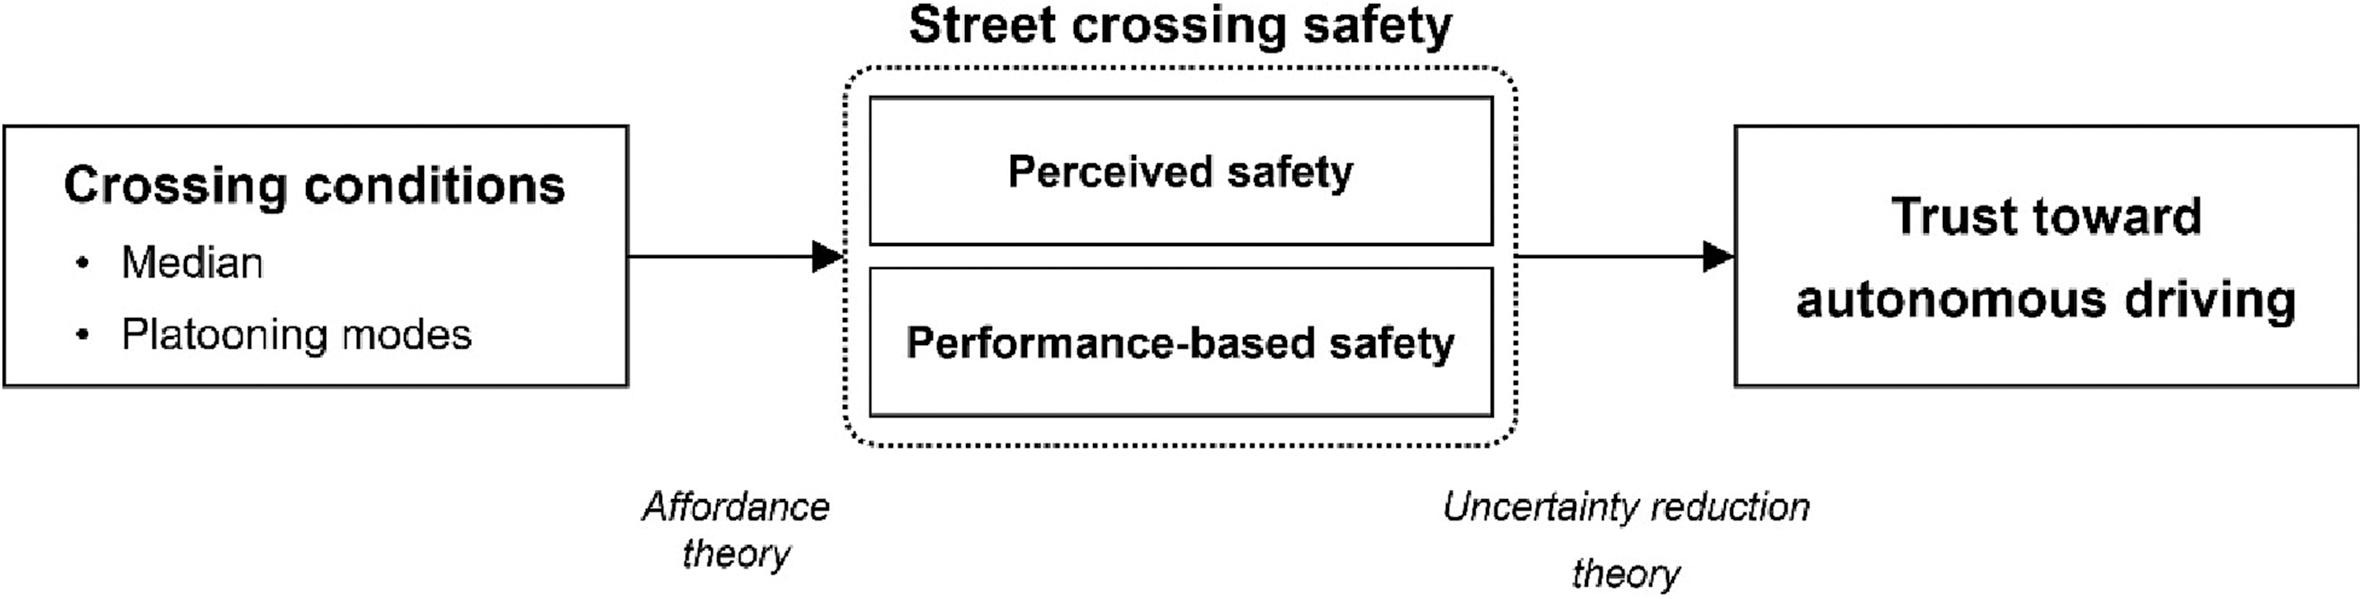 Street crossing safety
Crossing conditions
• Median
• Platooning modes
Perceived safety
Performance-based safety
Trust toward
autonomous driving
Affordance
theory
Uncertainty reduction
theory